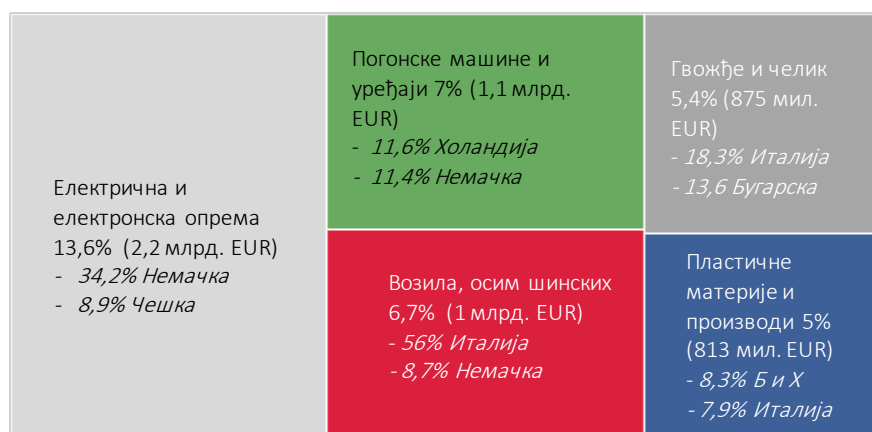 Електрична и
електронска опрема
13,6% (2,2 млрд. EUR)
- 34,2% Немачка
- 8,9% Чешка
Погонске машине и
уређаји 7% (1,1 млрд.
EUR)
- 11,6% Холандија
- 11,4% Немачка
Возила, осим шинских
6,7% (1 млрд. EUR)
- 56% Италија
- 8,7% Немачка
Гвожђе и челик
5,4% (875 мил.
EUR)
- 18,3% Италија
- 13,6 Бугарска
Пластичне
материје и
производи 5%
(813 мил. EUR)
- 8,3% Б и Х
- 7,9% Италија